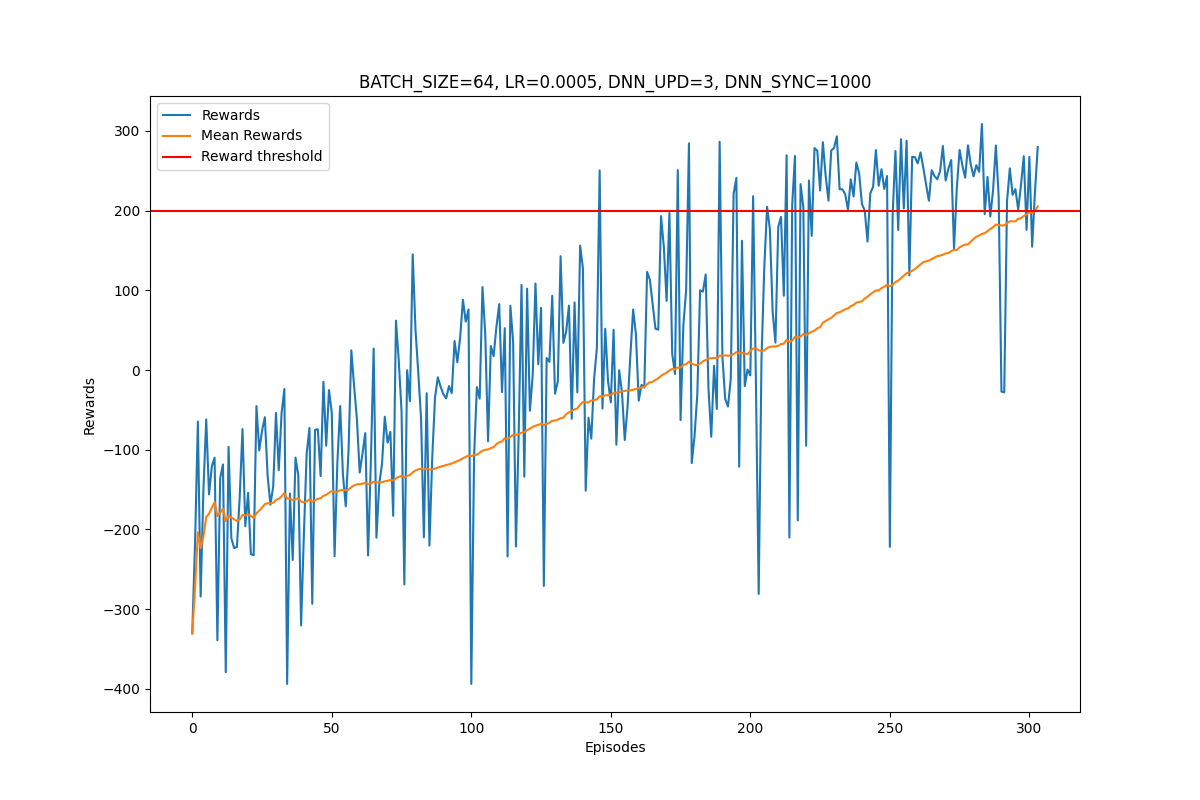 BATCH_SIZE=64, LR=0.0005, DNN_UPD=3, DNN_SYNC=1000
Rewards
Mean Rewards
Reward threshold
300
200
100
0
−100
−200
−300
−400
Rewards
0 50 100 150 200 250 300
Episodes